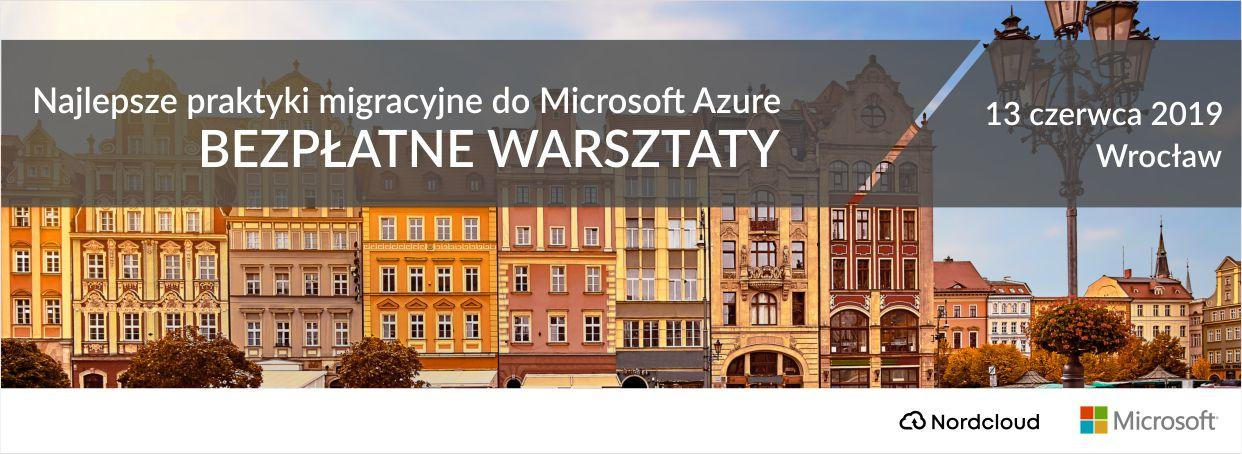 Najlepsze praktyki migracyjne do Microsoft Azure
BEZPŁATNE WARSZTATY
13 czerwca 2019
Wrocław
Nordcloud
Microsoft